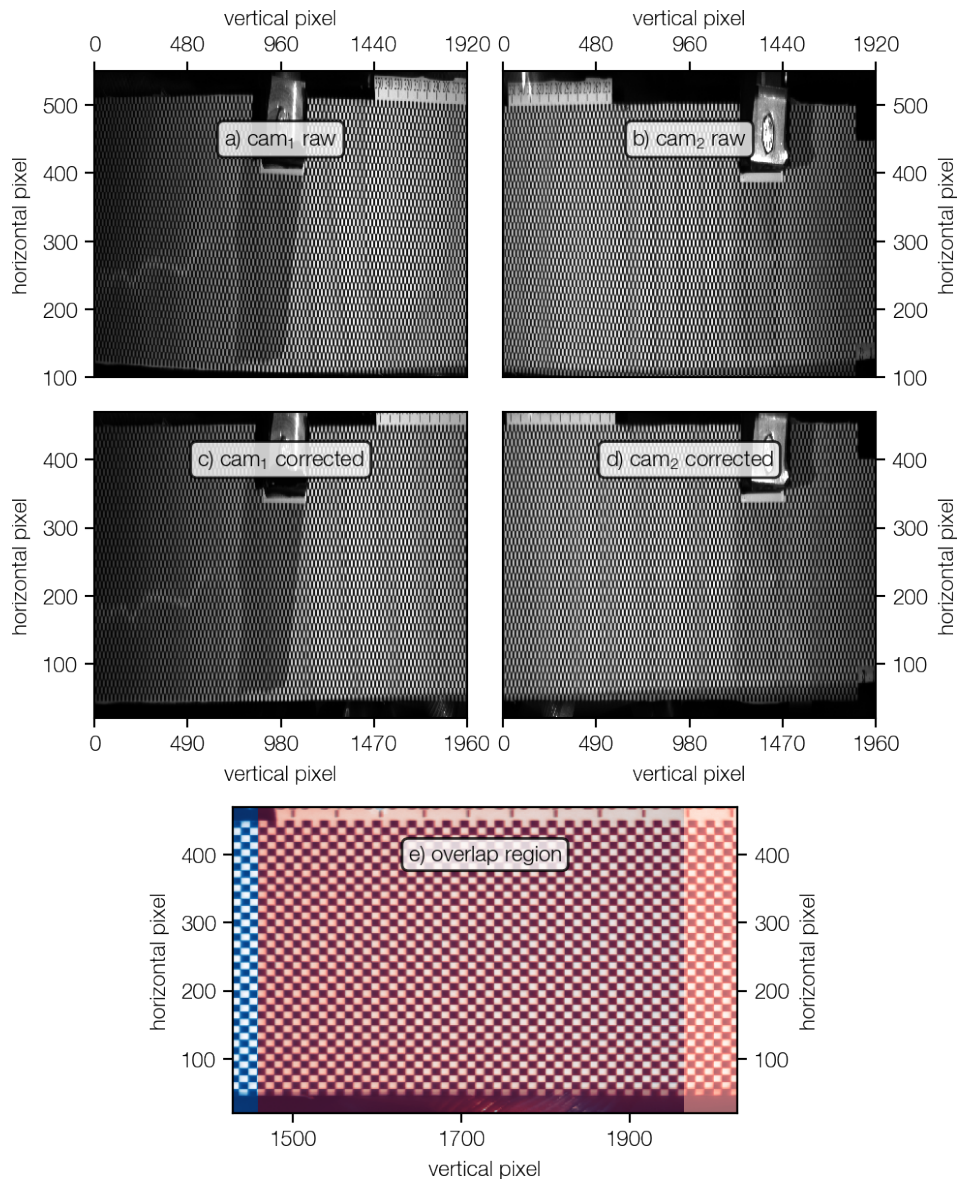 vertical pixel
vertical pixel
0 480 960 1440 1920
0 480 960 1440 1920
500
400
300
200
100
horizontal pixel
a) cam₁ raw
b) cam₂ raw
500
400
300
200
100
horizontal pixel
400
300
200
100
horizontal pixel
c) cam₁ corrected
d) cam₂ corrected
400
300
200
100
horizontal pixel
0 490 980 1470 1960
0 490 980 1470 1960
vertical pixel
vertical pixel
400
300
200
100
horizontal pixel
e) overlap region
400
300
200
100
horizontal pixel
1500 1700 1900
vertical pixel